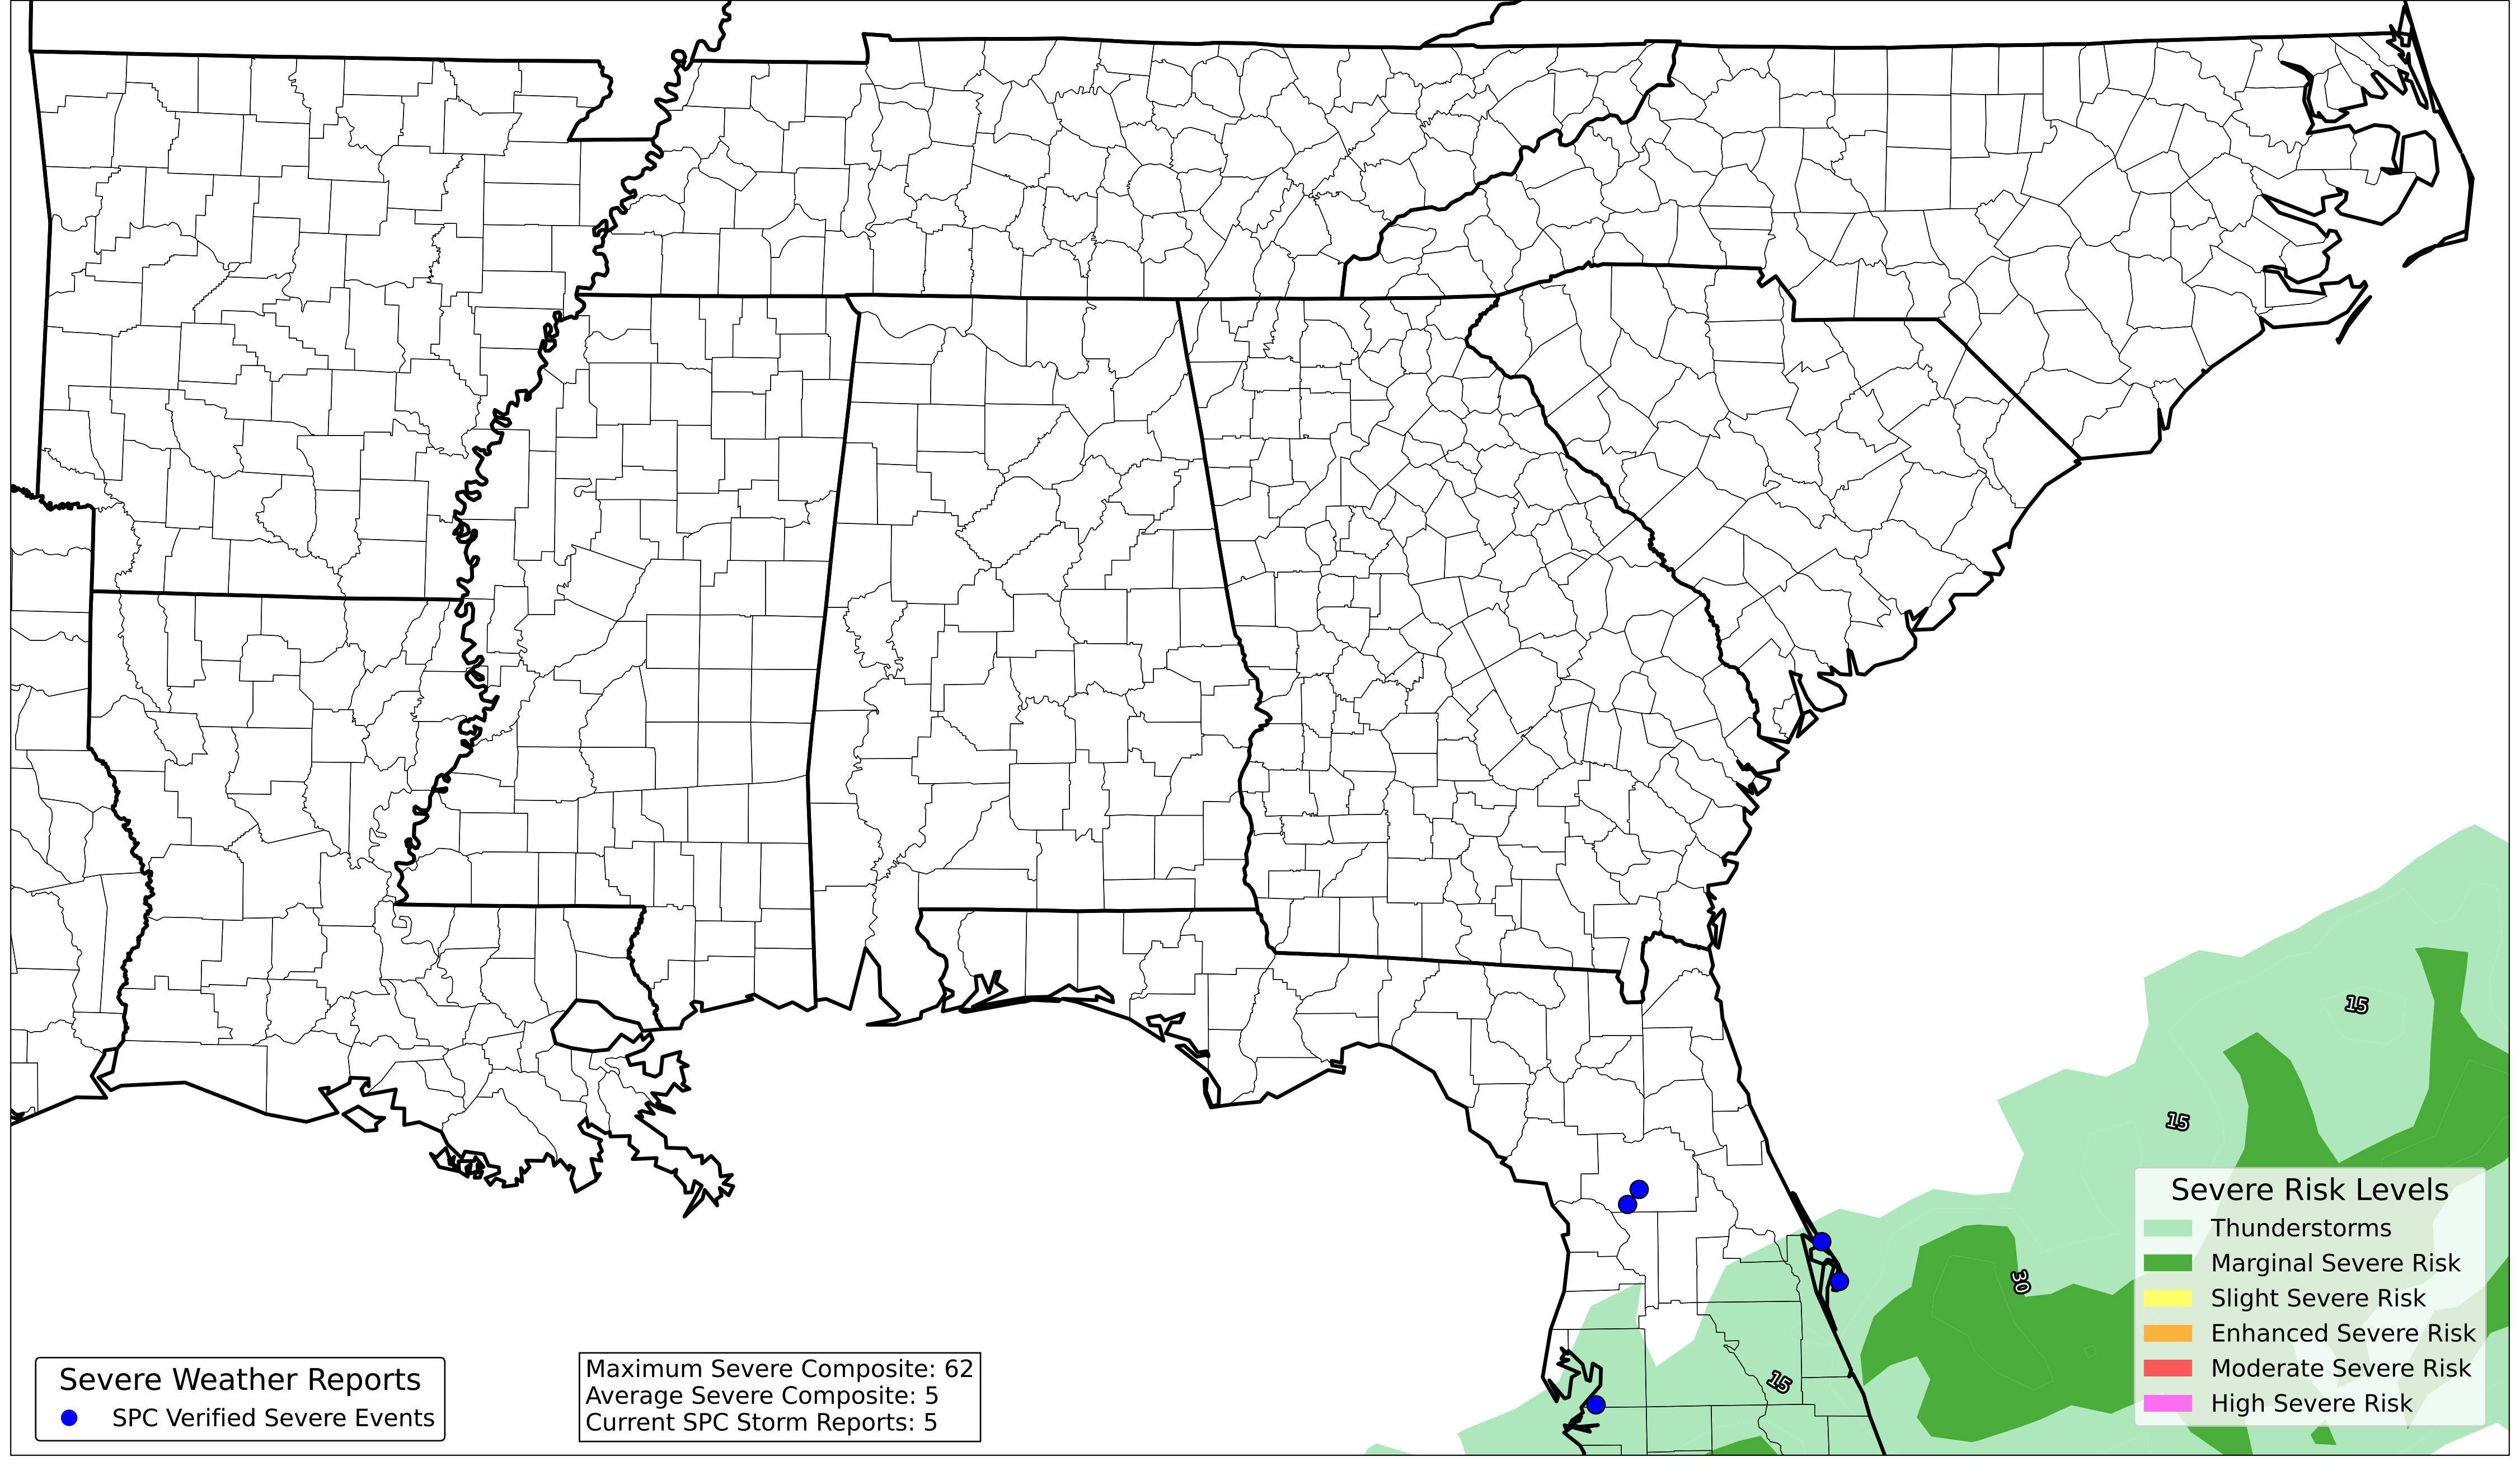 15
15
30
15
Severe Risk Levels
Thunderstorms
Marginal Severe Risk
Slight Severe Risk
Enhanced Severe Risk
Moderate Severe Risk
High Severe Risk
Severe Weather Reports
SPC Verified Severe Events
Maximum Severe Composite: 62
Average Severe Composite: 5
Current SPC Storm Reports: 5